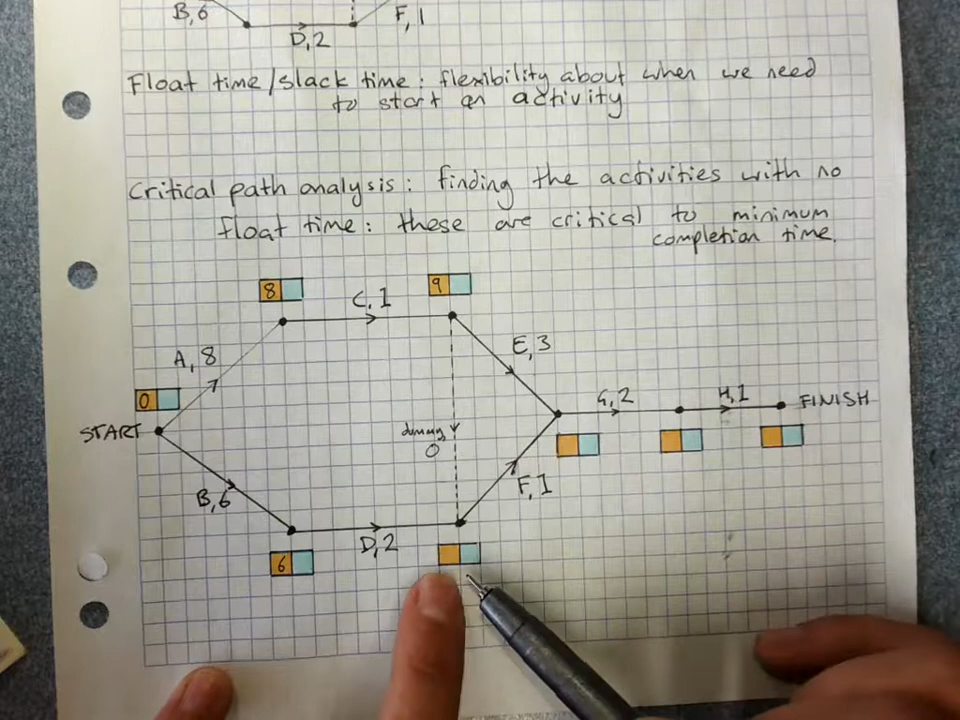 B,6
F,1
D,2
Float time/slack time: flexibility about when we need
to start an activity
Critical path analysis: finding the activities with no
float time: these are critical to minimum
completion time.
8
9
C,1
A,8
E,3
0
G,2
H,1
START
FINISH
dummy
0
B,6
F,1
D,2
6